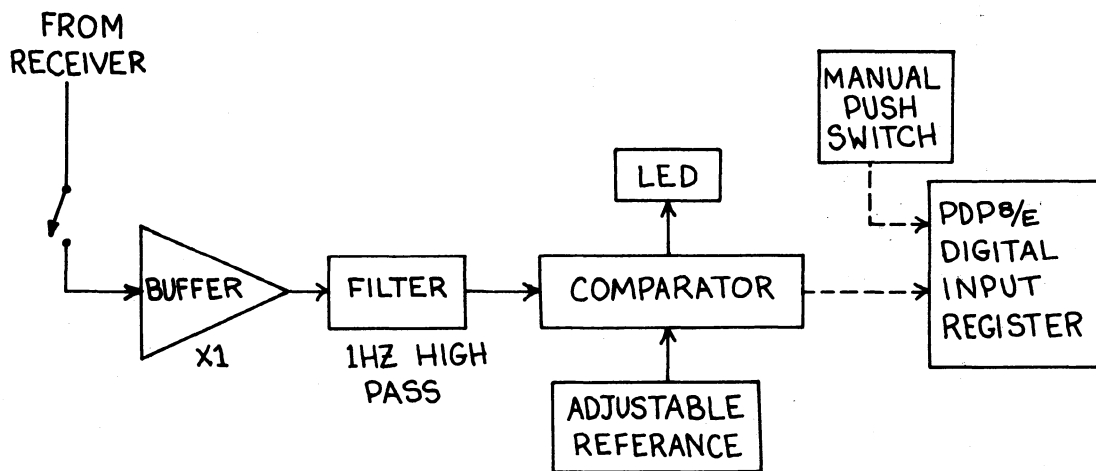 FROM
RECEIVER
MANUAL
PUSH
SWITCH
LED
PDP8/E
DIGITAL
INPUT
REGISTER
BUFFER
X1
FILTER
1HZ HIGH
PASS
COMPARATOR
ADJUSTABLE
REFERANCE